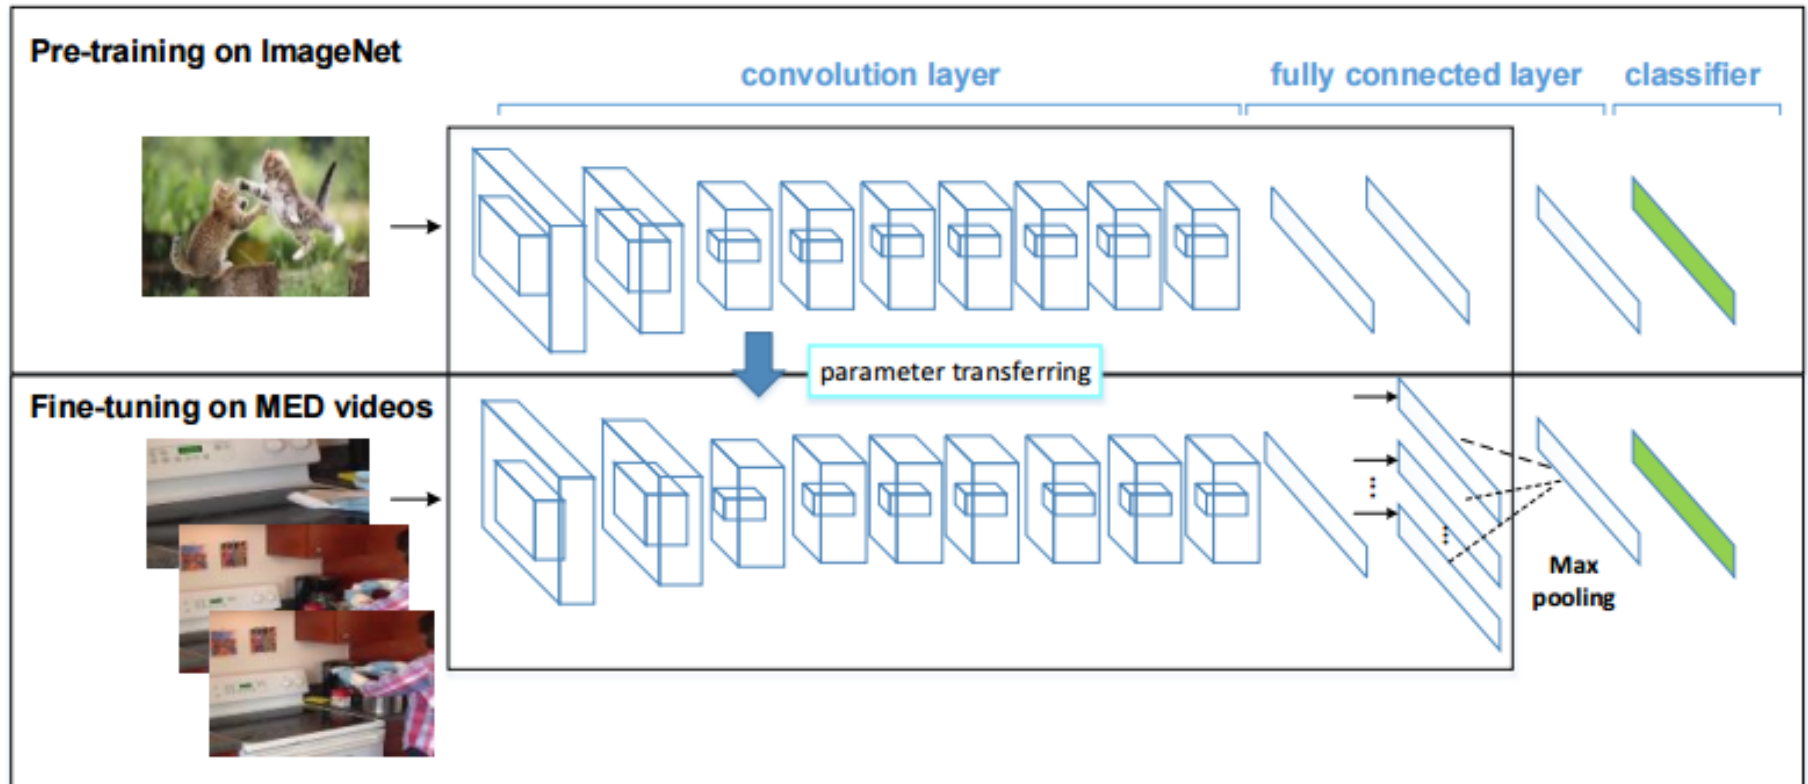 Pre-training on ImageNet
convolution layer
fully connected layer
classifier
parameter transferring
Fine-tuning on MED videos
Max
pooling